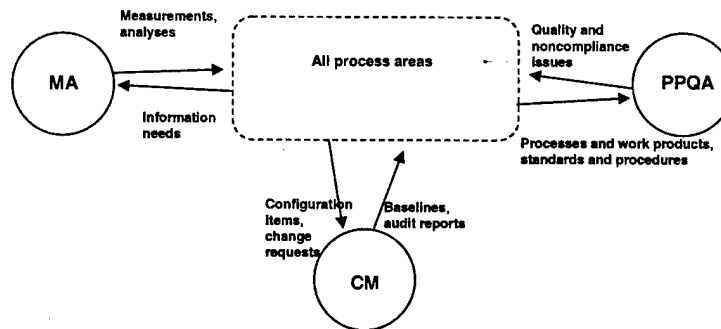 Measurements,
analyses
MA
Information
needs
All process areas
Quality and
noncompliance
issues
PPQA
Processes and work products,
standards and procedures
Configuration
Items,
change
requests
Baselines,
audit reports
CM